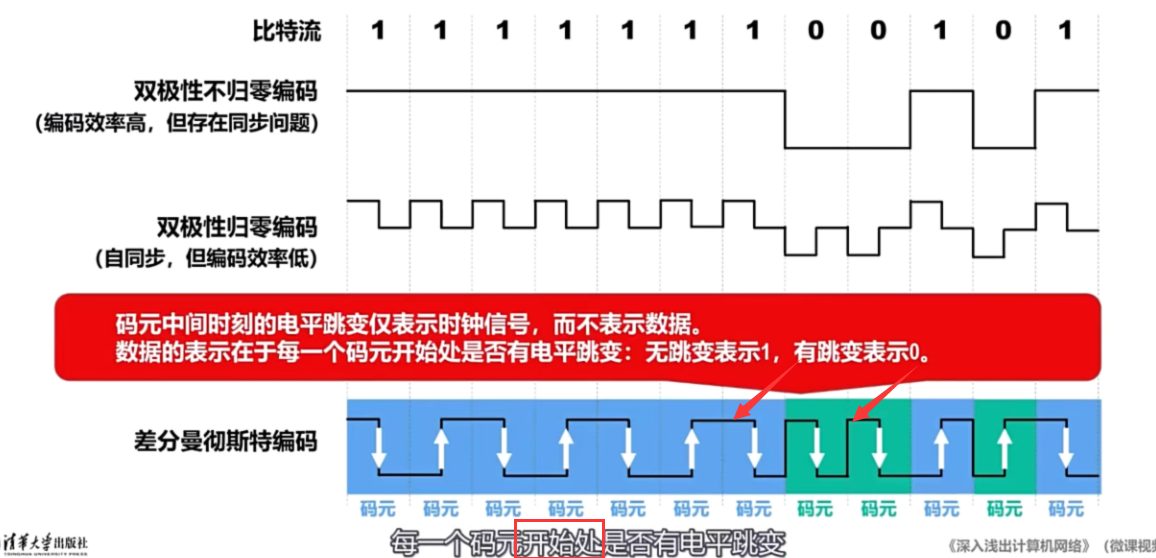 比特流 1 1 1 1 1 1 1 0 0 1 0 1
双极性不归零编码
(编码效率高，但存在同步问题)
双极性归零编码
(自同步，但编码效率低)
码元中间时刻的电平跳变仅表示时钟信号，而不表示数据。
数据的表示在于每一个码元开始处是否有电平跳变：无跳变表示1，有跳变表示0。
差分曼彻斯特编码
码元 码元 码元 码元 码元 码元 码元 码元 码元 码元 码元 码元
每一个码元开始处是否有电平跳变
清华大学出版社
TSINGHUA UNIVERSITY PRESS
《深入浅出计算机网络》（微课视频